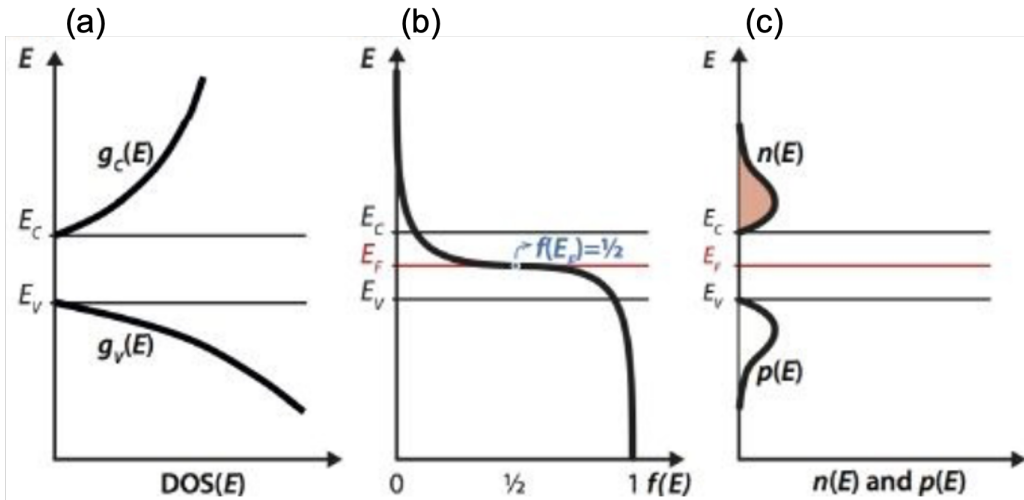 (a)
(b)
(c)
E
g_c(E)
E_C
E_V
g_v(E)
DOS(E)
E
E_C
f(E_F)=½
E_F
E_V
0
½
1
f(E)
E
n(E)
E_C
E_F
E_V
p(E)
n(E) and p(E)